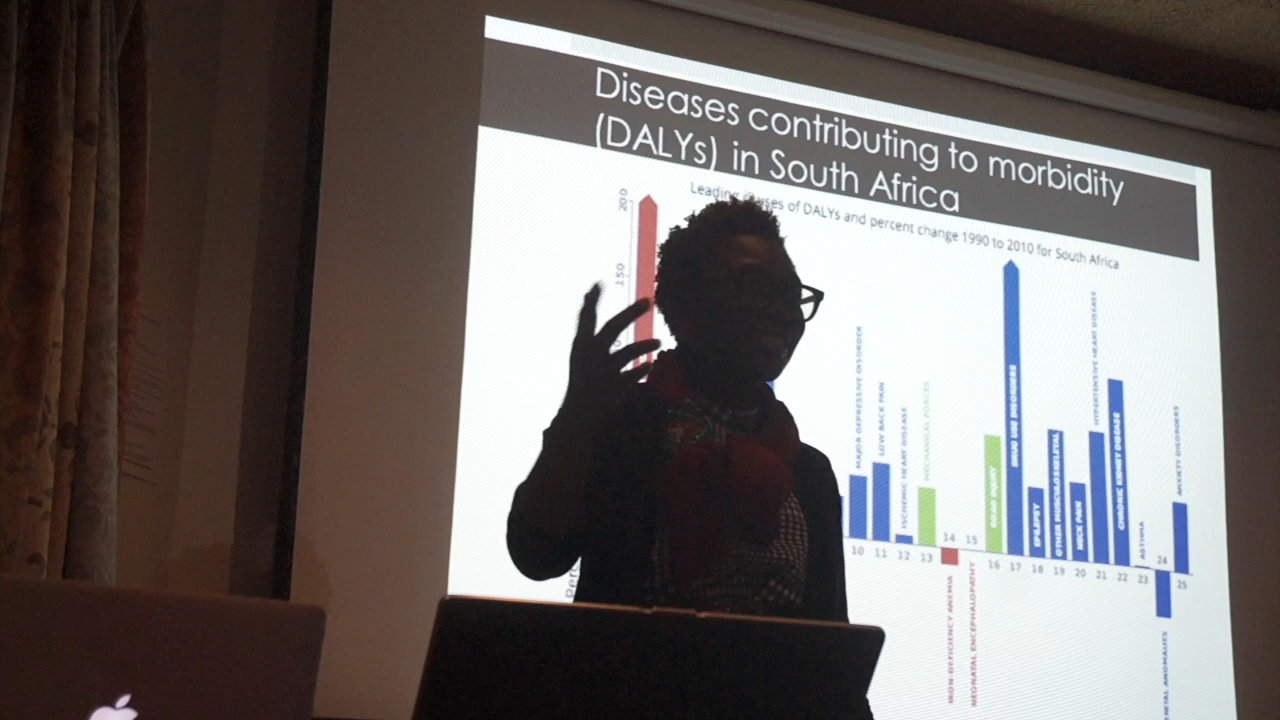 Diseases contributing to morbidity
(DALYs) in South Africa
Leading causes of DALYs and percent change 1990 to 2010 for South Africa
200
150
MAJOR DEPRESSIVE DISORDER
LOW BACK PAIN
ISCHEMIC HEART DISEASE
MECHANICAL FORCES
ROAD INJURY
DRUG USE DISORDERS
EPILEPSY
OTHER MUSCULOSKELETAL
NECK PAIN
HYPERTENSIVE HEART DISEASE
CHRONIC KIDNEY DISEASE
ASTHMA
ANXIETY DISORDERS
10 11 12 13 14 15 16 17 18 19 20 21 22 23 24 25
IRON-DEFICIENCY ANEMIA
NEONATAL ENCEPHALOPATHY
ANOMALIES